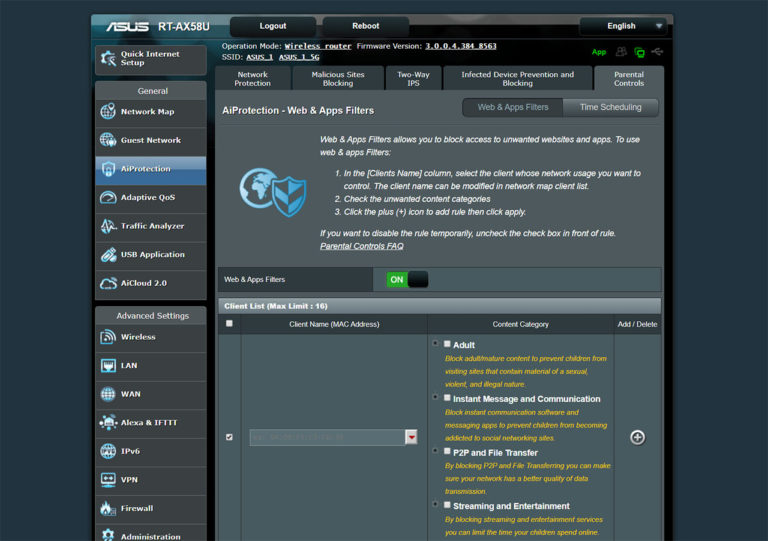 ASUS RT-AX58U
Logout
Reboot
English
Operation Mode: Wireless router Firmware Version: 3.0.0.4.384_8563
SSID: ASUS_1 ASUS_1_5G
App
Quick Internet
Setup
General
Network Map
Guest Network
AiProtection
Adaptive QoS
Traffic Analyzer
USB Application
AiCloud 2.0
Advanced Settings
Wireless
LAN
WAN
Alexa & IFTTT
IPv6
VPN
Firewall
Administration
Network
Protection
Malicious Sites
Blocking
Two-Way
IPS
Infected Device Prevention and
Blocking
Parental
Controls
AiProtection - Web & Apps Filters
Web & Apps Filters
Time Scheduling
Web & Apps Filters allows you to block access to unwanted websites and apps. To use
web & apps Filters:
1. In the [Clients Name] column, select the client whose network usage you want to
control. The client name can be modified in network map client list.
2. Check the unwanted content categories
3. Click the plus (+) icon to add rule then click apply.
If you want to disable the rule temporarily, uncheck the check box in front of rule.
Parental Controls FAQ
Web & Apps Filters
ON
Client List (Max Limit : 16)
Client Name (MAC Address)
Content Category
Add / Delete
Adult
Block adult/mature content to prevent children from
visiting sites that contain material of a sexual,
violent, and illegal nature.
Instant Message and Communication
Block instant communication software and
messaging apps to prevent children from becoming
addicted to social networking sites.
P2P and File Transfer
By blocking P2P and File Transferring you can make
sure your network has a better quality of data
transmission.
Streaming and Entertainment
By blocking streaming and entertainment services
you can limit the time your children spend online.